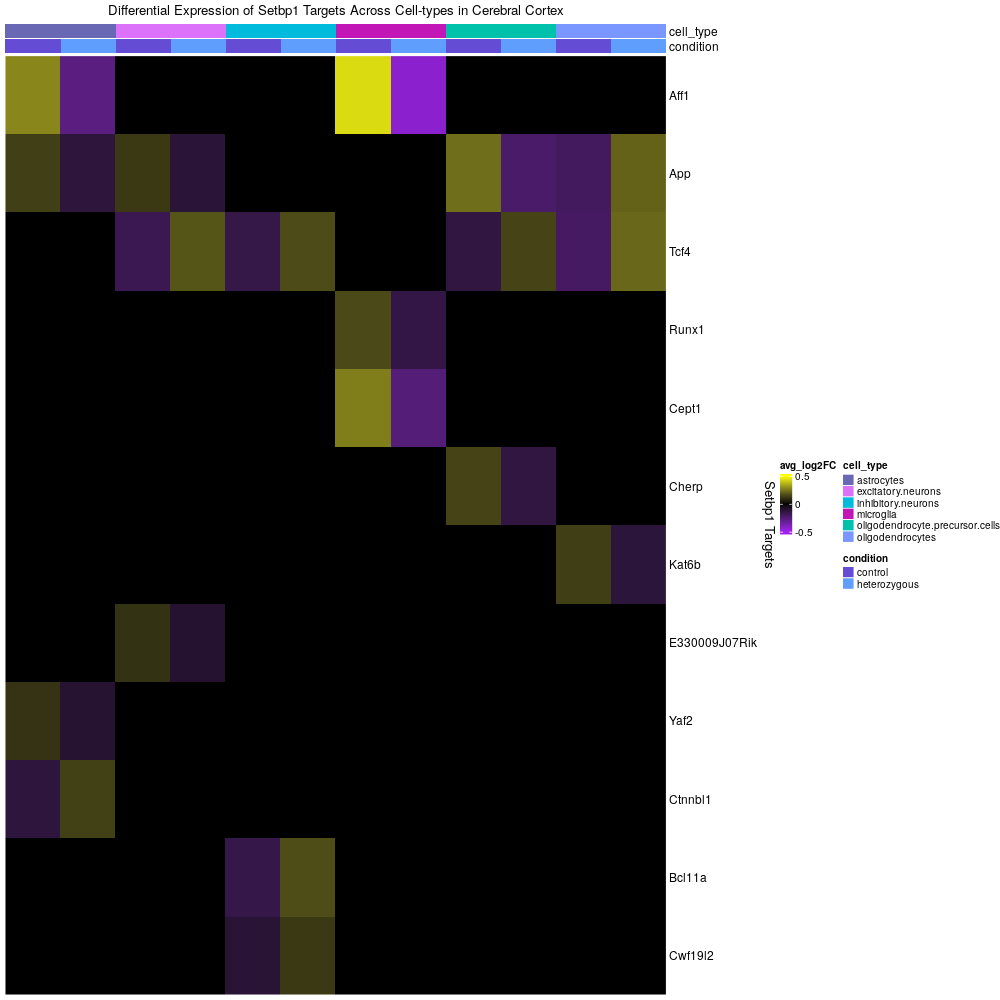 Differential Expression of Setbp1 Targets Across Cell-types in Cerebral Cortex
cell_type
condition
Aff1
App
Tcf4
Runx1
Cept1
Cherp
Kat6b
E330009J07Rik
Yaf2
Ctnnbl1
Bcl11a
Cwf19l2
Setbp1 Targets
avg_log2FC
0.5
0
-0.5
cell_type
astrocytes
excitatory.neurons
inhibitory.neurons
microglia
oligodendrocyte.precursor.cells
oligodendrocytes
condition
control
heterozygous